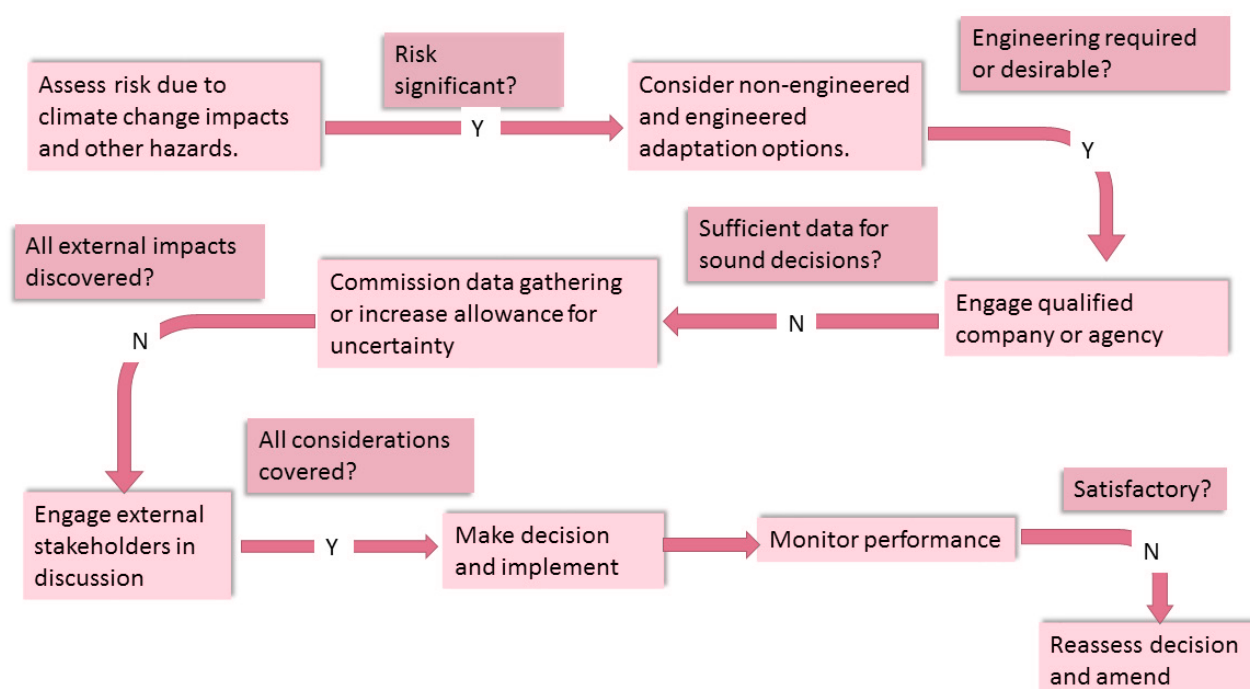 Risk
significant?
Engineering required
or desirable?
Assess risk due to
climate change impacts
and other hazards.
Y
Consider non-engineered
and engineered
adaptation options.
Y
All external impacts
discovered?
Sufficient data for
sound decisions?
Commission data gathering
or increase allowance for
uncertainty
N
Engage qualified
company or agency
N
All considerations
covered?
Satisfactory?
Engage external
stakeholders in
discussion
Y
Make decision
and implement
Monitor performance
N
Reassess decision
and amend